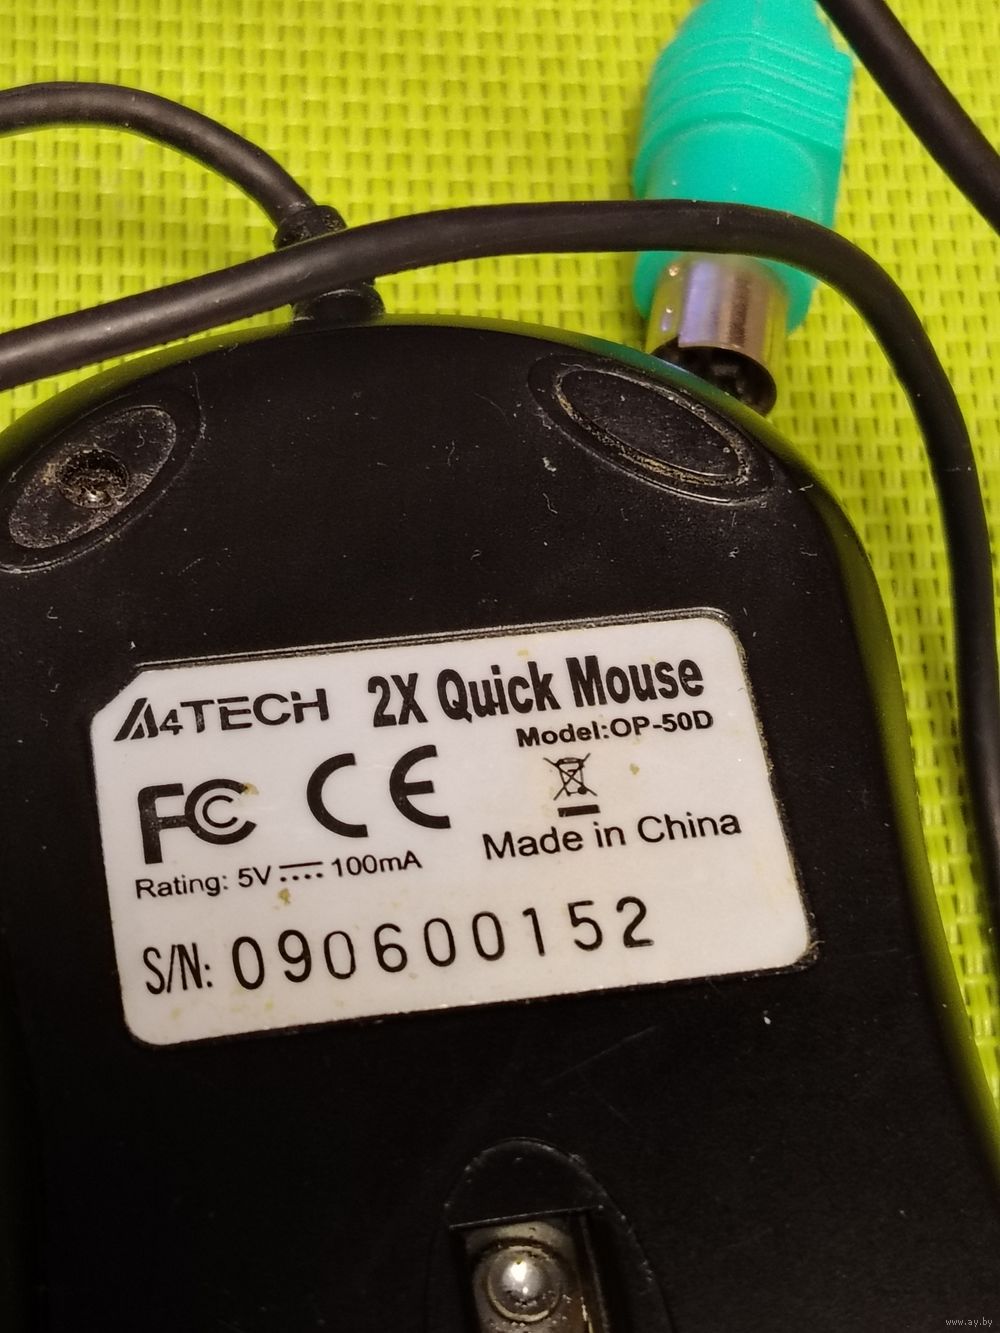 A4TECH 2X Quick Mouse
Model:OP-50D
FC CE
Made in China
Rating: 5V 100mA
S/N: 090600152
www.ay.by